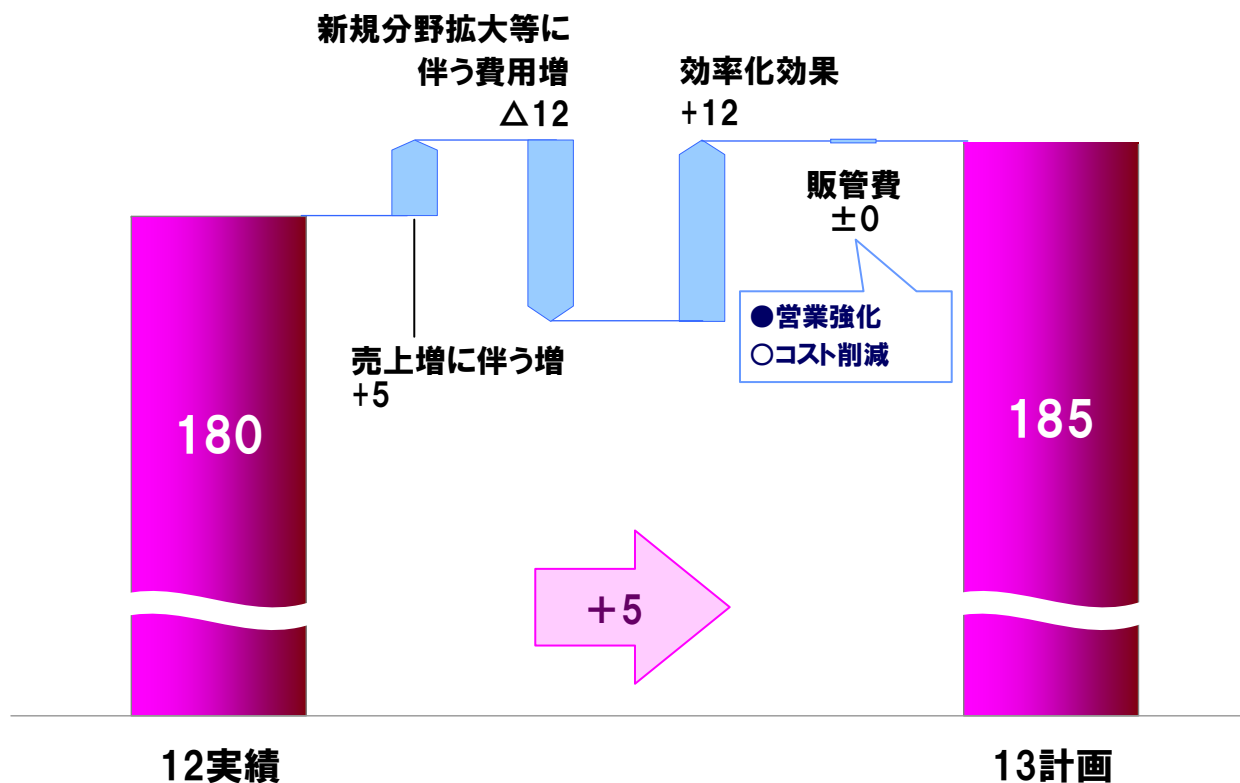 新規分野拡大等に
伴う費用増
△12
効率化効果
+12
販管費
±0
●営業強化
○コスト削減
売上増に伴う増
+5
180
185
+5
12実績
13計画